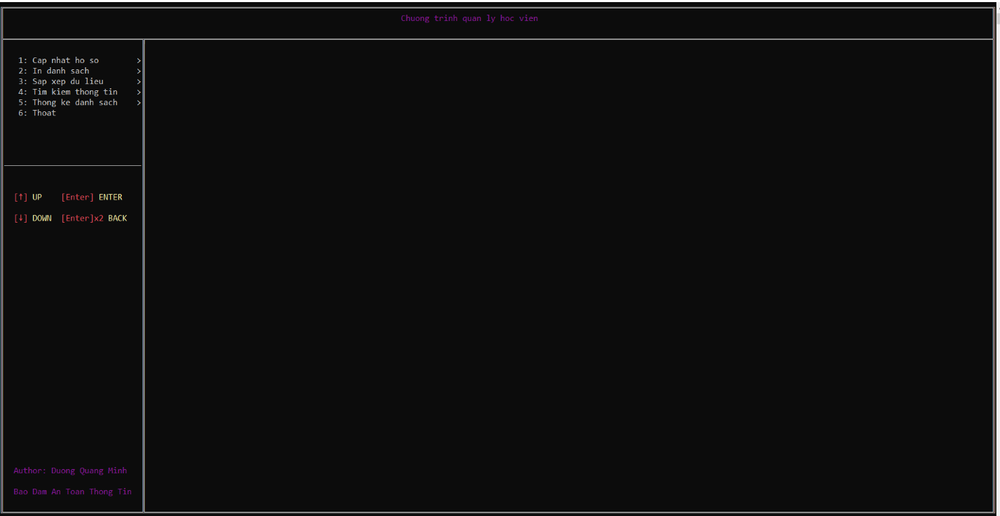 Chuong trinh quan ly hoc vien
1: Cap nhat ho so >
2: In danh sach >
3: Sap xep du lieu >
4: Tim kiem thong tin >
5: Thong ke danh sach >
6: Thoat
[↑] UP [Enter] ENTER
[↓] DOWN [Enter]x2 BACK
Author: Duong Quang Minh
Bao Dam An Toan Thong Tin